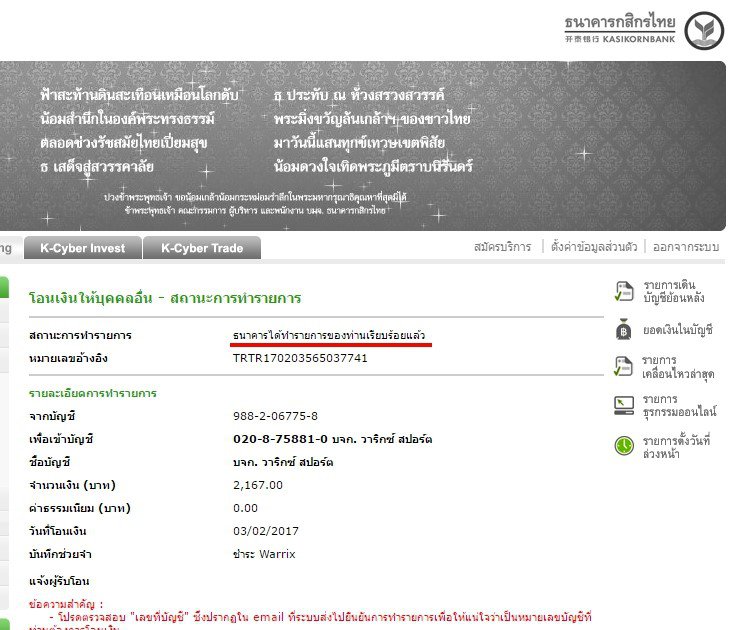 ธนาคารกสิกรไทย
开泰银行 KASIKORNBANK
ฟ้าสะท้านดินสะเทือนเหมือนโลกดับ ธ ประทับ ณ ห้วงสรวงสวรรค์
น้อมสำนึกในองค์พระทรงธรรม์ พระมิ่งขวัญลับเกล้าฯ ของชาวไทย
ตลอดช่วงรัชสมัยไทยเปี่ยมสุข มาวันนี้แสนทุกข์เทวษเขตพิสัย
ธ เสด็จสู่สวรรคาลัย น้อมดวงใจเทิดพระภูมีตราบนิรันดร์
ปวงข้าพระพุทธเจ้า ขอน้อมเกล้าน้อมกระหม่อมรำลึกในพระมหากรุณาธิคุณหาที่สุดมิได้
ข้าพระพุทธเจ้า คณะกรรมการ ผู้บริหาร และพนักงาน บมจ. ธนาคารกสิกรไทย
ng K-Cyber Invest K-Cyber Trade สมัครบริการ ตั้งค่าข้อมูลส่วนตัว ออกจากระบบ
โอนเงินให้บุคคลอื่น - สถานะการทำรายการ
สถานะการทำรายการ ธนาคารได้ทำรายการของท่านเรียบร้อยแล้ว
หมายเลขอ้างอิง TRTR170203565037741
รายละเอียดการทำรายการ
จากบัญชี 988-2-06775-8
เพื่อเข้าบัญชี 020-8-75881-0 บจก. วาริกซ์ สปอร์ต
ชื่อบัญชี บจก. วาริกซ์ สปอร์ต
จำนวนเงิน (บาท) 2,167.00
ค่าธรรมเนียม (บาท) 0.00
วันที่โอนเงิน 03/02/2017
บันทึกช่วยจำ ชำระ Warrix
แจ้งผู้รับโอน
ข้อความสำคัญ :
- โปรดตรวจสอบ "เลขที่บัญชี" ซึ่งปรากฏใน email ที่ระบบส่งไปยืนยันการทำรายการเพื่อให้แน่ใจว่าเป็นหมายเลขบัญชีที่
ท่านต้องการโอนเงิน
รายการเดิน
บัญชีย้อนหลัง
ยอดเงินในบัญชี
รายการ
เคลื่อนไหวล่าสุด
รายการ
ธุรกรรมออนไลน์
รายการตั้งวันที่
ล่วงหน้า